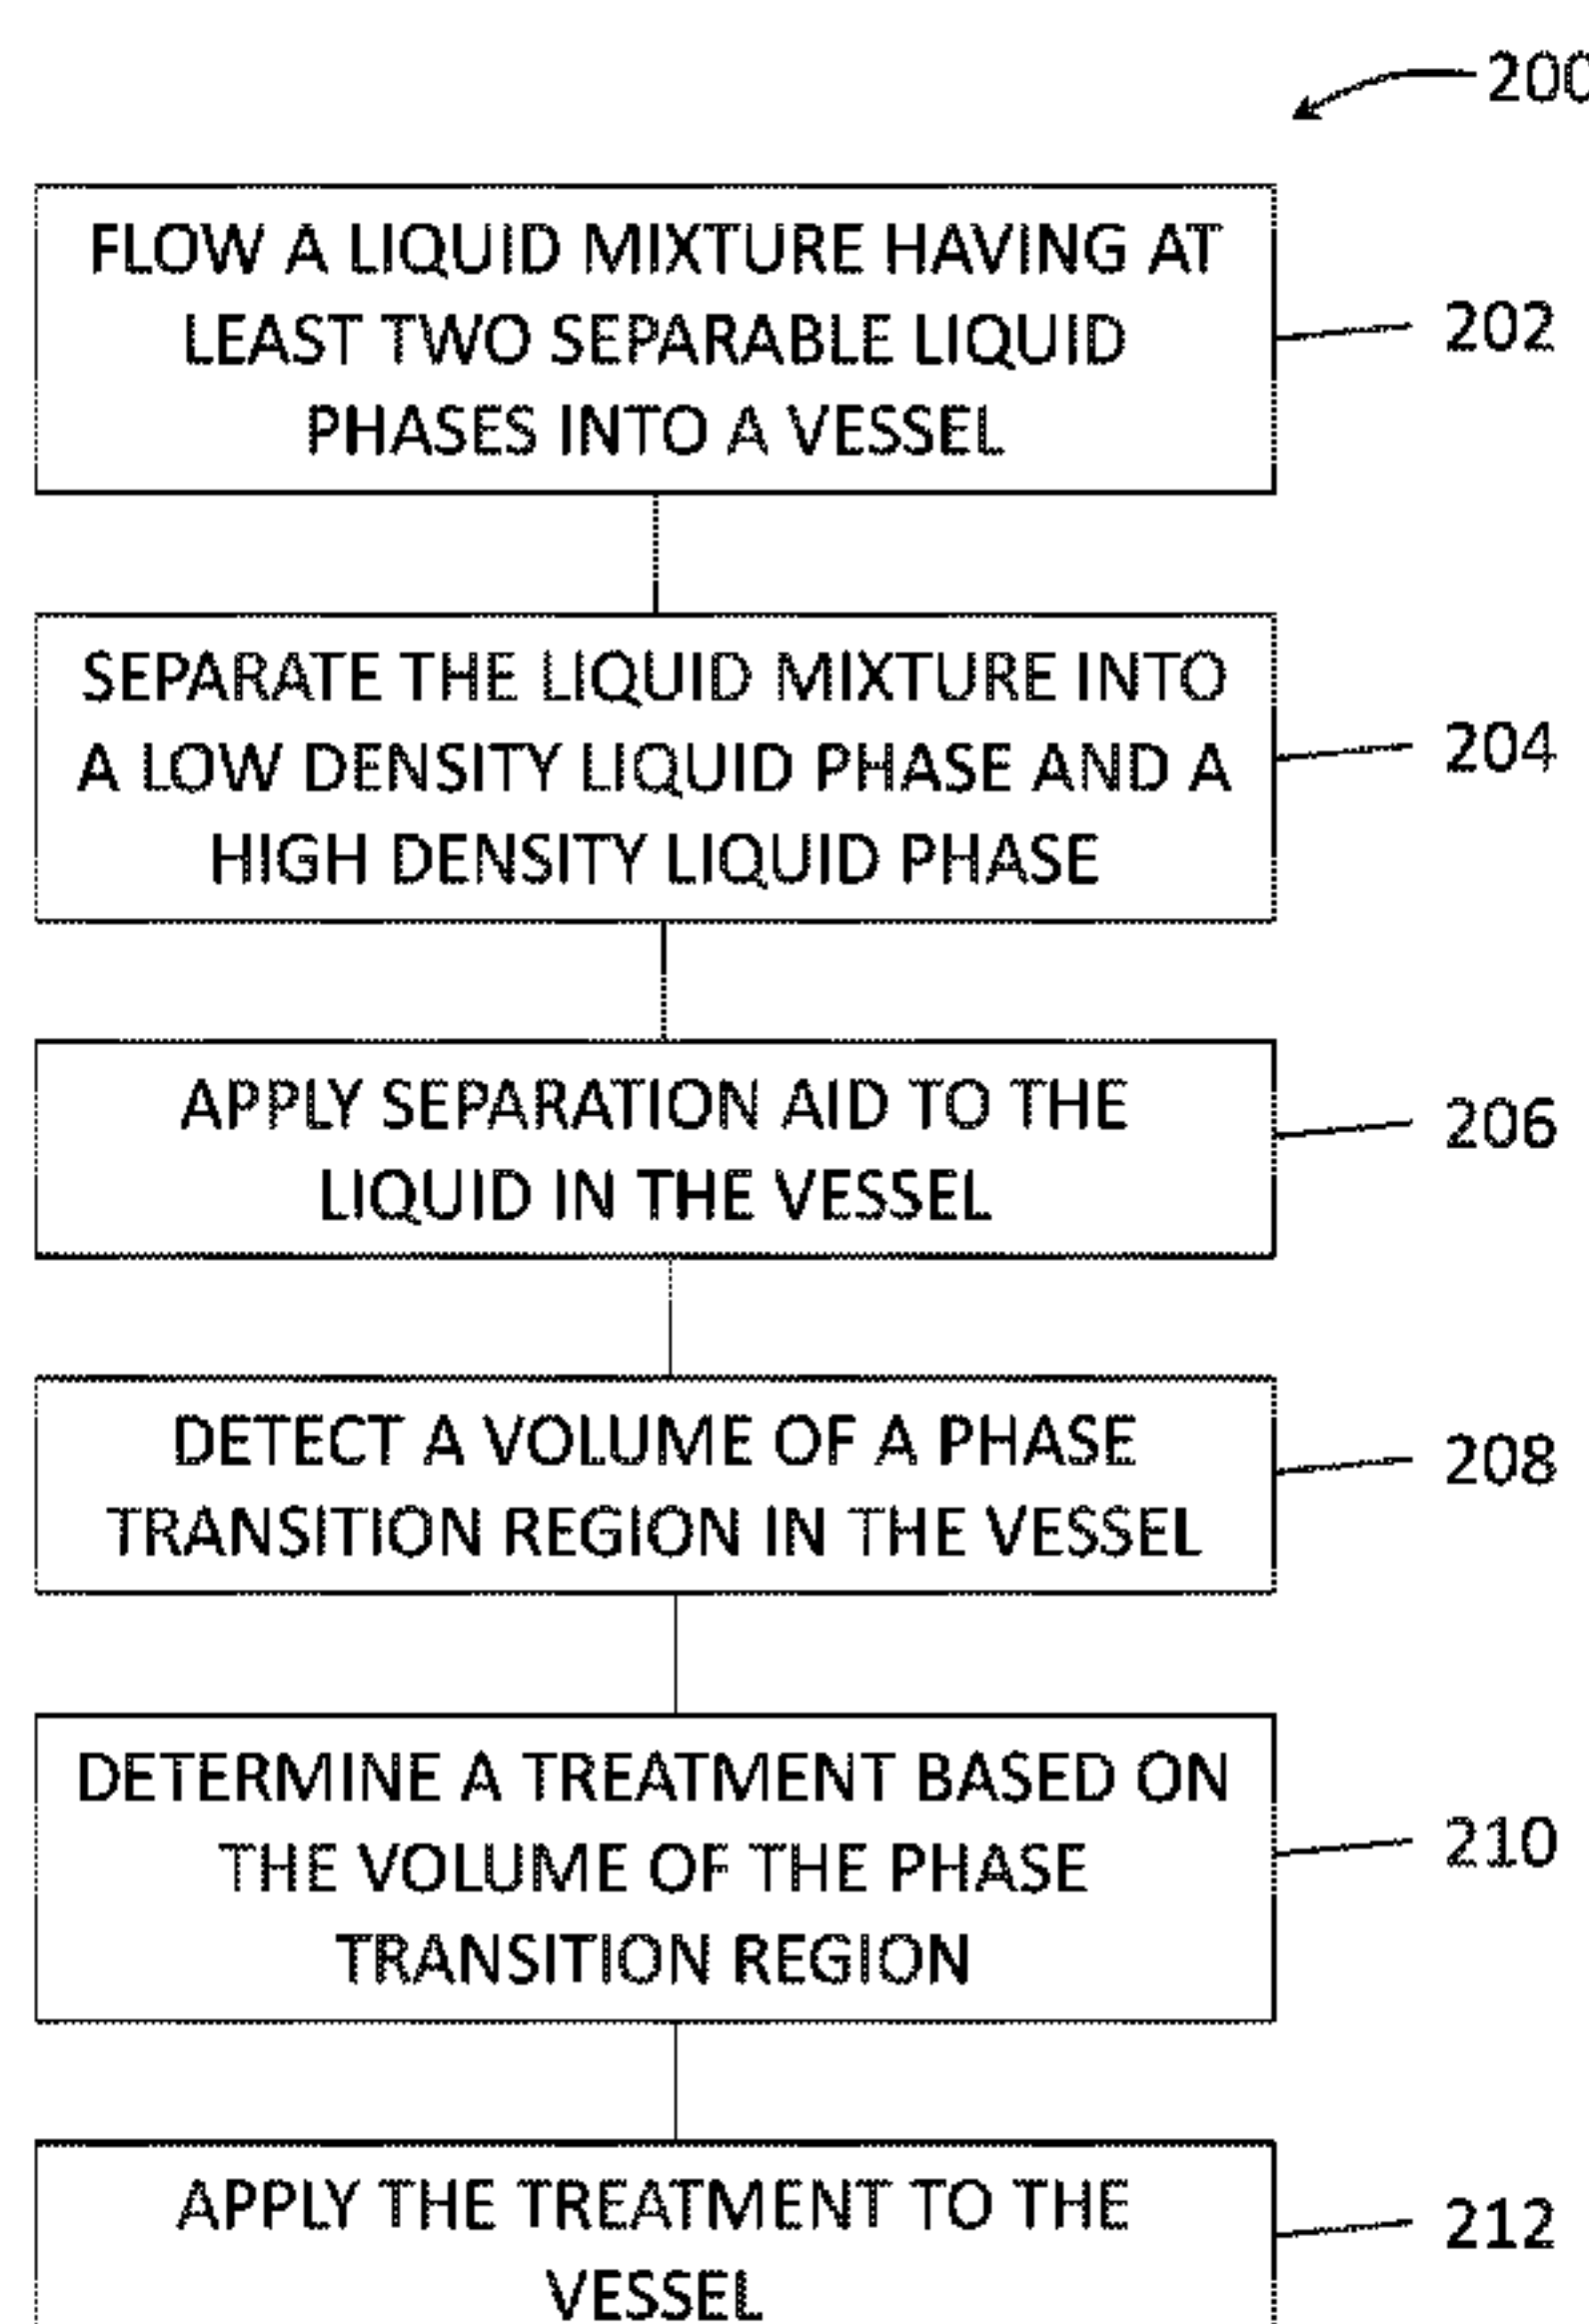 200
FLOW A LIQUID MIXTURE HAVING AT
LEAST TWO SEPARABLE LIQUID
PHASES INTO A VESSEL
202
SEPARATE THE LIQUID MIXTURE INTO
A LOW DENSITY LIQUID PHASE AND A
HIGH DENSITY LIQUID PHASE
204
APPLY SEPARATION AID TO THE
LIQUID IN THE VESSEL
206
DETECT A VOLUME OF A PHASE
TRANSITION REGION IN THE VESSEL
208
DETERMINE A TREATMENT BASED ON
THE VOLUME OF THE PHASE
TRANSITION REGION
210
APPLY THE TREATMENT TO THE
VESSEL
212